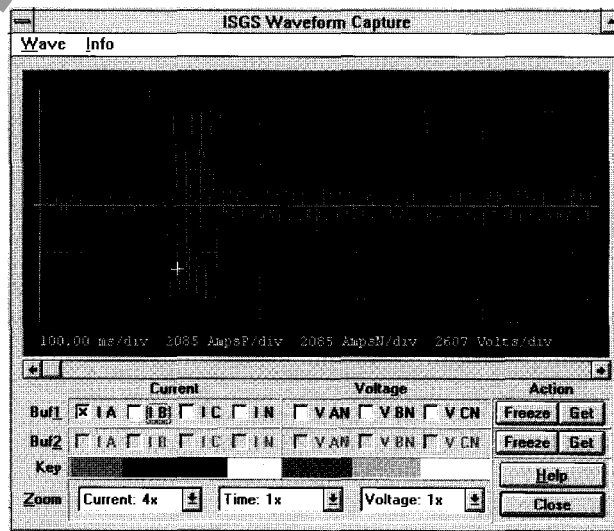 ISGS Waveform Capture
Wave Info
100.00 ms/div 2085 AmpsP/div 2085 AmpsN/div 2607 Volts/div
Current Voltage Action
Buf1 I A I B I C I N V AN V BN V CN Freeze Get
Buf2 I A I B I C I N V AN V BN V CN Freeze Get
Key Help
Zoom Current: 4x Time: 1x Voltage: 1x Close